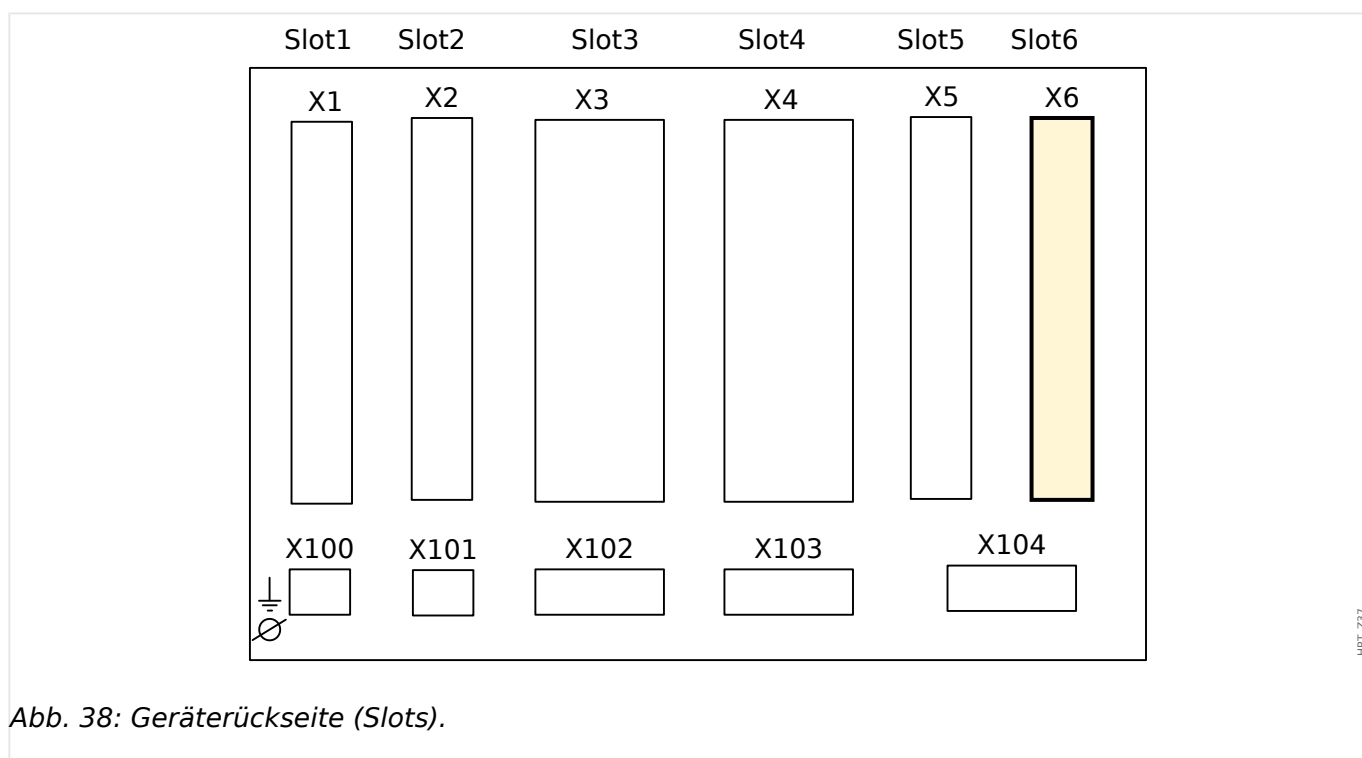 Slot1 Slot2 Slot3 Slot4 Slot5 Slot6
X1 X2 X3 X4 X5 X6
X100 X101 X102 X103 X104
Abb. 38: Geräterückseite (Slots).